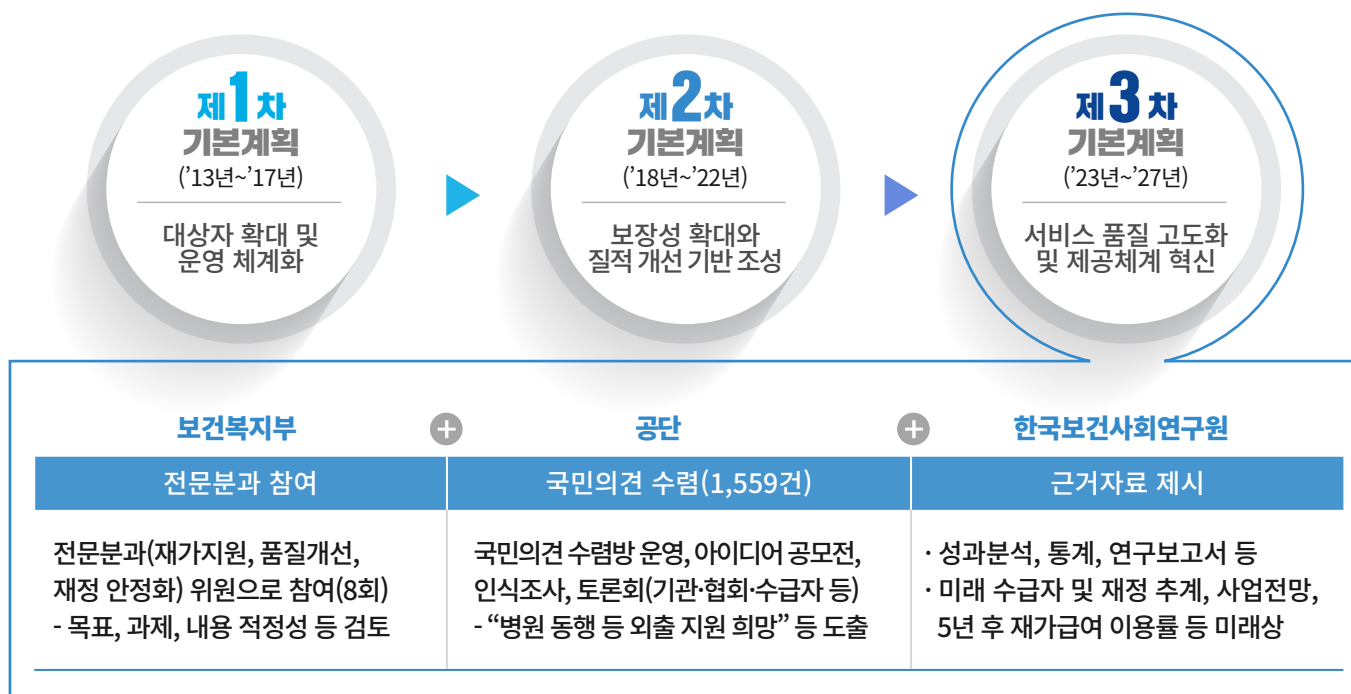 제1차
기본계획
(’13년~’17년)
대상자 확대 및
운영 체계화
제2차
기본계획
(’18년~’22년)
보장성 확대와
질적 개선 기반 조성
제3차
기본계획
(’23년~’27년)
서비스 품질 고도화
및 제공체계 혁신
보건복지부
+
공단
+
한국보건사회연구원
전문분과 참여
국민의견 수렴(1,559건)
근거자료 제시
전문분과(재가지원, 품질개선,
재정 안정화) 위원으로 참여(8회)
- 목표, 과제, 내용 적정성 등 검토
국민의견 수렴방 운영, 아이디어 공모전,
인식조사, 토론회(기관·협회·수급자 등)
- “병원 동행 등 외출 지원 희망” 등 도출
· 성과분석, 통계, 연구보고서 등
· 미래 수급자 및 재정 추계, 사업전망,
5년 후 재가급여 이용률 등 미래상